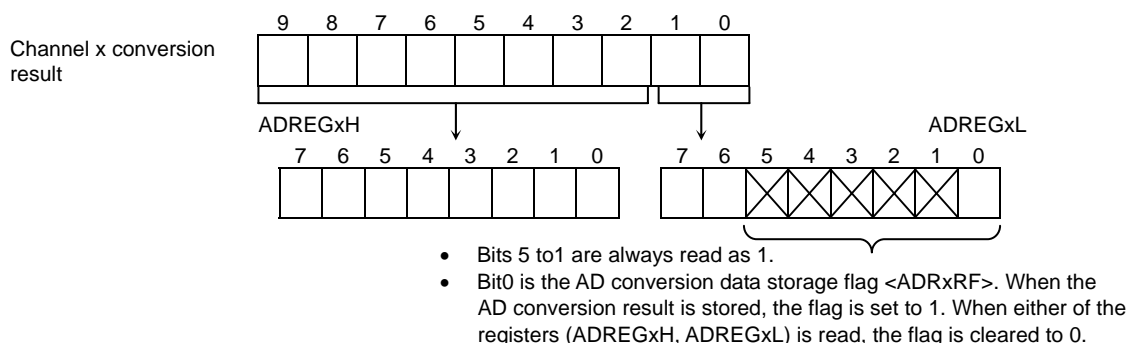 9 8 7 6 5 4 3 2 1 0
Channel x conversion
result
ADREGxH ADREGxL
7 6 5 4 3 2 1 0 7 6 5 4 3 2 1 0
• Bits 5 to1 are always read as 1.
• Bit0 is the AD conversion data storage flag <ADRxRF>. When the
AD conversion result is stored, the flag is set to 1. When either of the
registers (ADREGxH, ADREGxL) is read, the flag is cleared to 0.